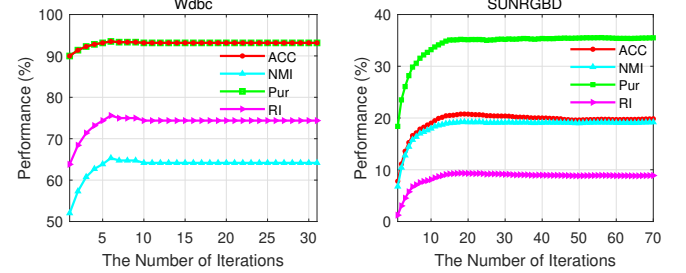 Wdbc
100
90
80
70
60
50
5
10
15
20
25
30
Performance (%)
The Number of Iterations
ACC
NMI
Pur
RI
SUNRGBD
40
30
20
10
0
10
20
30
40
50
60
70
Performance (%)
The Number of Iterations
ACC
NMI
Pur
RI